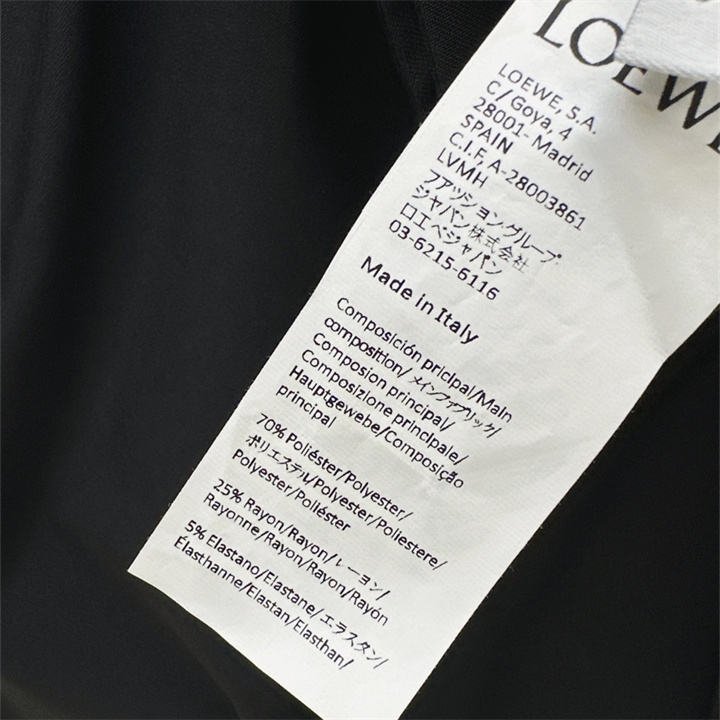 LOEWE
LOEWE, S.A.
C/Goya, 4
28001- Madrid
SPAIN
C.I.F, A-28003861
LVMH
ファッショングループ
ジャパン株式会社
ロエベジャパン
03-6215-6116
Made in Italy
Composición pricipal/Main
composition/メインファブリック/
Composion principal/
Composizione principale/
Hauptgewebe/Composição
principal
70% Poliéster/Polyester/
ポリエステル/Polyester/Poliestere/
Polyester/Poliéster
25% Rayon/Rayon/レーヨン/
Rayonne/Rayon/Rayon/Rayón
5% Elastano/Elastane/エラスタン/
Élasthanne/Elastan/Elasthan/